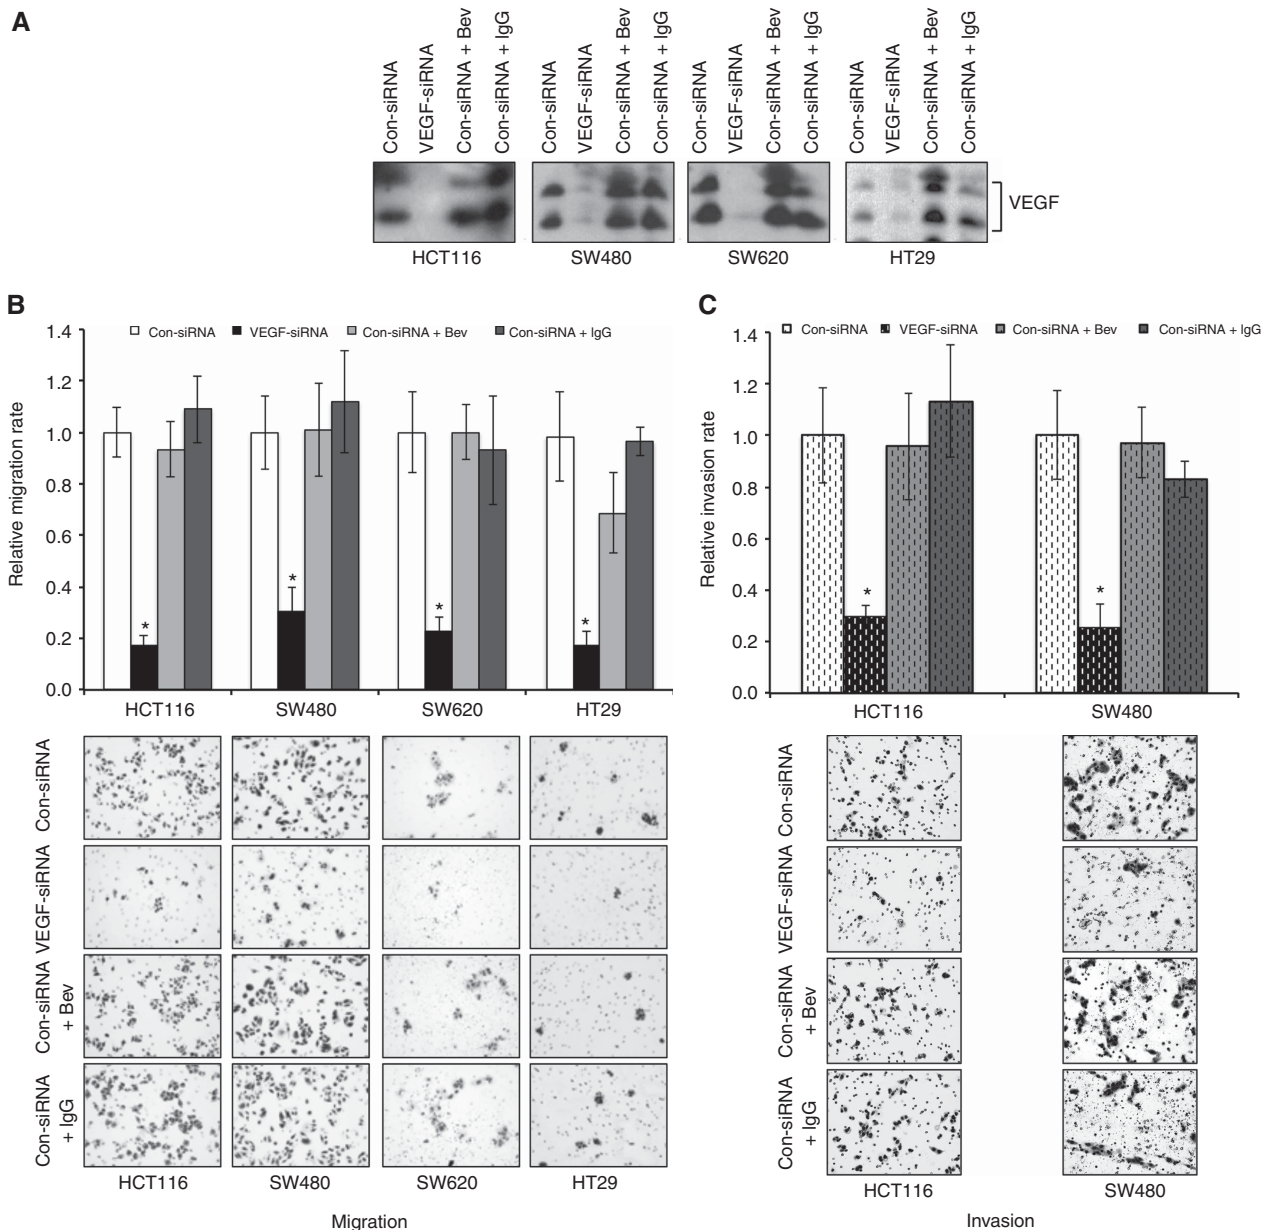 A
Con-siRNA
VEGF-siRNA
Con-siRNA + Bev
Con-siRNA + IgG
Con-siRNA
VEGF-siRNA
Con-siRNA + Bev
Con-siRNA + IgG
Con-siRNA
VEGF-siRNA
Con-siRNA + Bev
Con-siRNA + IgG
Con-siRNA
VEGF-siRNA
Con-siRNA + Bev
Con-siRNA + IgG
VEGF
HCT116 SW480 SW620 HT29
B
Con-siRNA VEGF-siRNA Con-siRNA + Bev Con-siRNA + IgG
Relative migration rate
1.4
1.2
1.0
0.8
0.6
0.4
0.2
0.0
* * * *
HCT116 SW480 SW620 HT29
Con-siRNA
VEGF-siRNA
Con-siRNA
+ Bev
Con-siRNA
+ IgG
HCT116 SW480 SW620 HT29
Migration
C
Con-siRNA VEGF-siRNA Con-siRNA + Bev Con-siRNA + IgG
Relative invasion rate
1.4
1.2
1.0
0.8
0.6
0.4
0.2
0.0
* *
HCT116 SW480
Con-siRNA
VEGF-siRNA
Con-siRNA
+ Bev
Con-siRNA
+ IgG
HCT116 SW480
Invasion